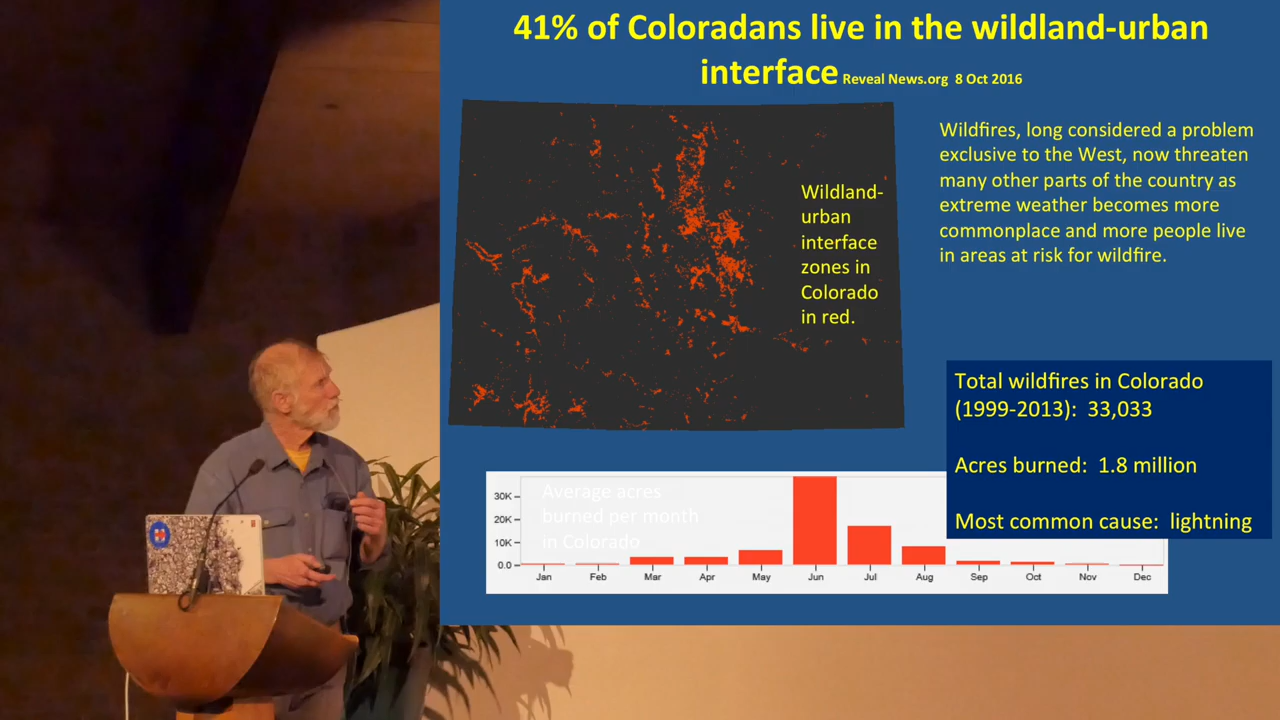 41% of Coloradans live in the wildland-urban
interface Reveal News.org 8 Oct 2016
Wildland-
urban
interface
zones in
Colorado
in red.
Wildfires, long considered a problem
exclusive to the West, now threaten
many other parts of the country as
extreme weather becomes more
commonplace and more people live
in areas at risk for wildfire.
Total wildfires in Colorado
(1999-2013): 33,033
Acres burned: 1.8 million
Most common cause: lightning
Average acres
burned per month
in Colorado
30K
20K
10K
0.0
Jan Feb Mar Apr May Jun Jul Aug Sep Oct Nov Dec